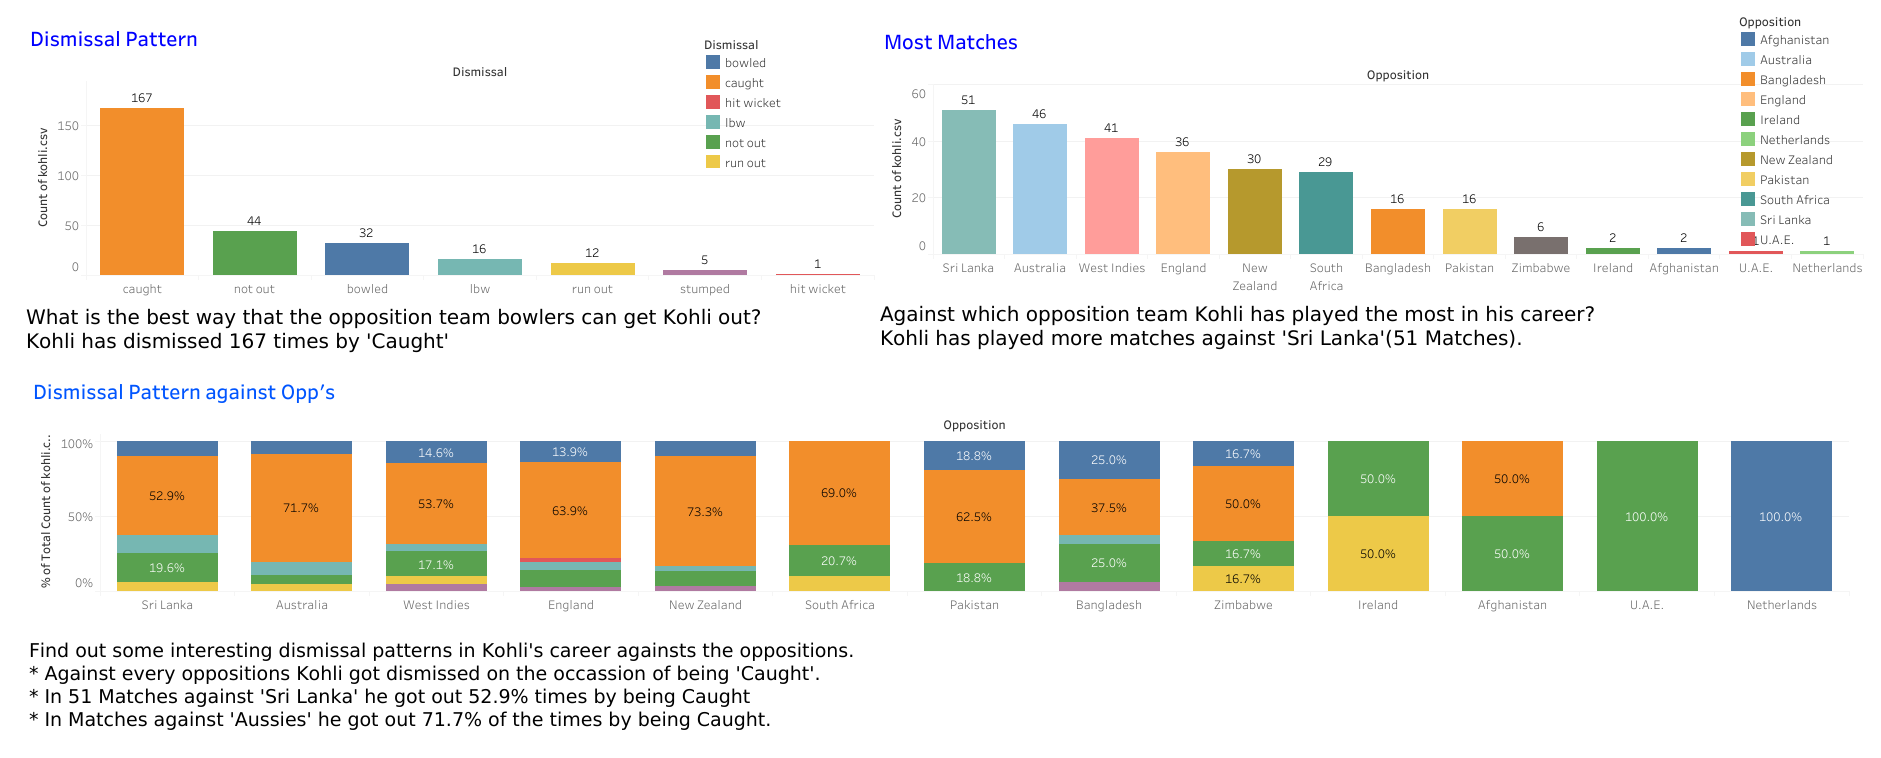 Dismissal Pattern
Dismissal
bowled
caught
hit wicket
lbw
not out
run out
Dismissal
Count of kohli.csv
150
100
50
0
167
44
32
16
12
5
1
caught
not out
bowled
lbw
run out
stumped
hit wicket
What is the best way that the opposition team bowlers can get Kohli out?
Kohli has dismissed 167 times by 'Caught'
Most Matches
Opposition
Afghanistan
Australia
Bangladesh
England
Ireland
Netherlands
New Zealand
Pakistan
South Africa
Sri Lanka
U.A.E.
Opposition
Count of kohli.csv
60
40
20
0
51
46
41
36
30
29
16
16
6
2
2
1
1
Sri Lanka
Australia
West Indies
England
New
Zealand
South
Africa
Bangladesh
Pakistan
Zimbabwe
Ireland
Afghanistan
U.A.E.
Netherlands
Against which opposition team Kohli has played the most in his career?
Kohli has played more matches against 'Sri Lanka'(51 Matches).
Dismissal Pattern against Opp’s
Opposition
% of Total Count of kohli.c..
100%
50%
0%
52.9%
19.6%
71.7%
14.6%
53.7%
17.1%
13.9%
63.9%
73.3%
69.0%
20.7%
18.8%
62.5%
18.8%
25.0%
37.5%
25.0%
16.7%
50.0%
16.7%
16.7%
50.0%
50.0%
50.0%
50.0%
100.0%
100.0%
Sri Lanka
Australia
West Indies
England
New Zealand
South Africa
Pakistan
Bangladesh
Zimbabwe
Ireland
Afghanistan
U.A.E.
Netherlands
Find out some interesting dismissal patterns in Kohli's career againsts the oppositions.
* Against every oppositions Kohli got dismissed on the occassion of being 'Caught'.
* In 51 Matches against 'Sri Lanka' he got out 52.9% times by being Caught
* In Matches against 'Aussies' he got out 71.7% of the times by being Caught.